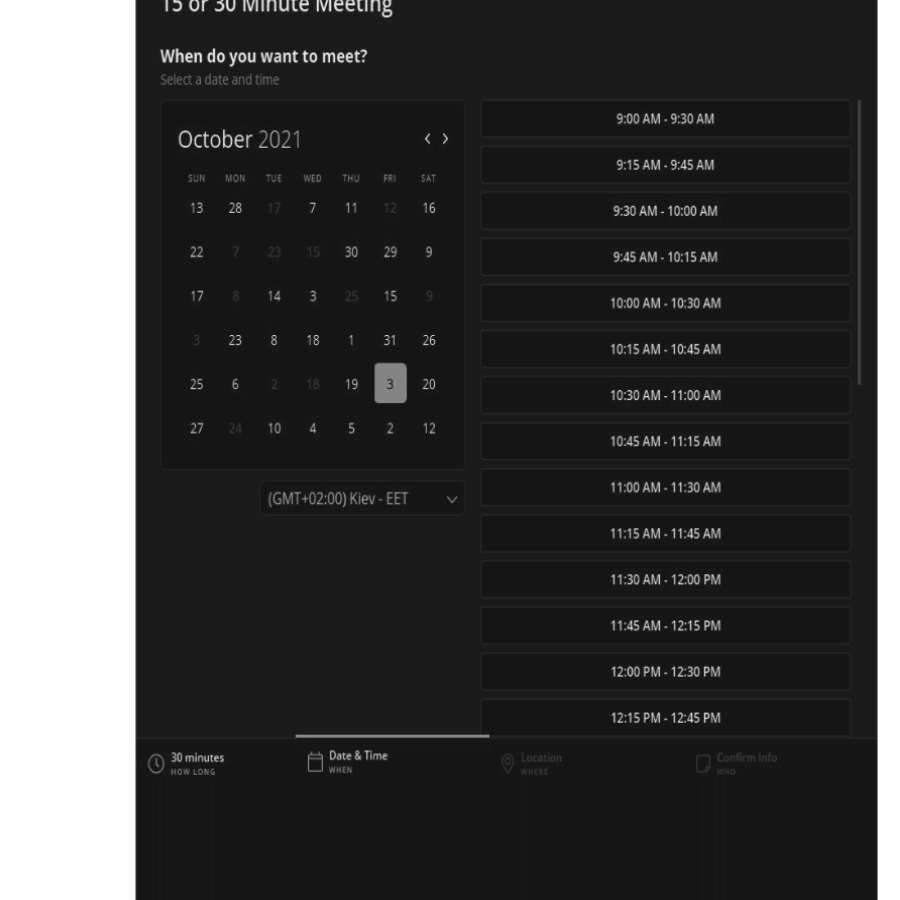 15 or 30 Minute Meeting
When do you want to meet?
Select a date and time
October 2021
SUN MON TUE WED THU FRI SAT
13 28 17 7 11 12 16
22 7 23 15 30 29 9
17 8 14 3 25 15 9
3 23 8 18 1 31 26
25 6 2 18 19 3 20
27 24 10 4 5 2 12
(GMT+02:00) Kiev - EET
9:00 AM - 9:30 AM
9:15 AM - 9:45 AM
9:30 AM - 10:00 AM
9:45 AM - 10:15 AM
10:00 AM - 10:30 AM
10:15 AM - 10:45 AM
10:30 AM - 11:00 AM
10:45 AM - 11:15 AM
11:00 AM - 11:30 AM
11:15 AM - 11:45 AM
11:30 AM - 12:00 PM
11:45 AM - 12:15 PM
12:00 PM - 12:30 PM
12:15 PM - 12:45 PM
30 minutes
HOW LONG
Date & Time
WHEN
Location
WHERE
Confirm Info
WHO